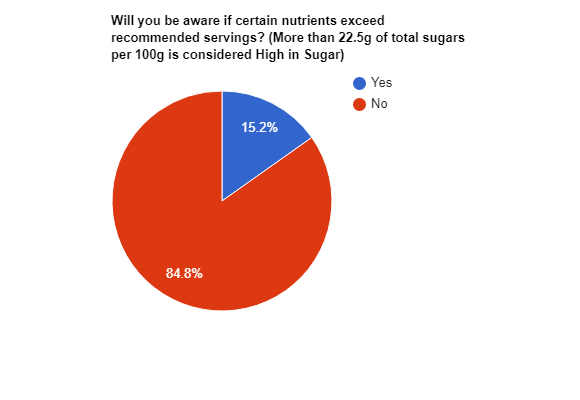 Will you be aware if certain nutrients exceed
recommended servings? (More than 22.5g of total sugars
per 100g is considered High in Sugar)
Yes
No
15.2%
84.8%